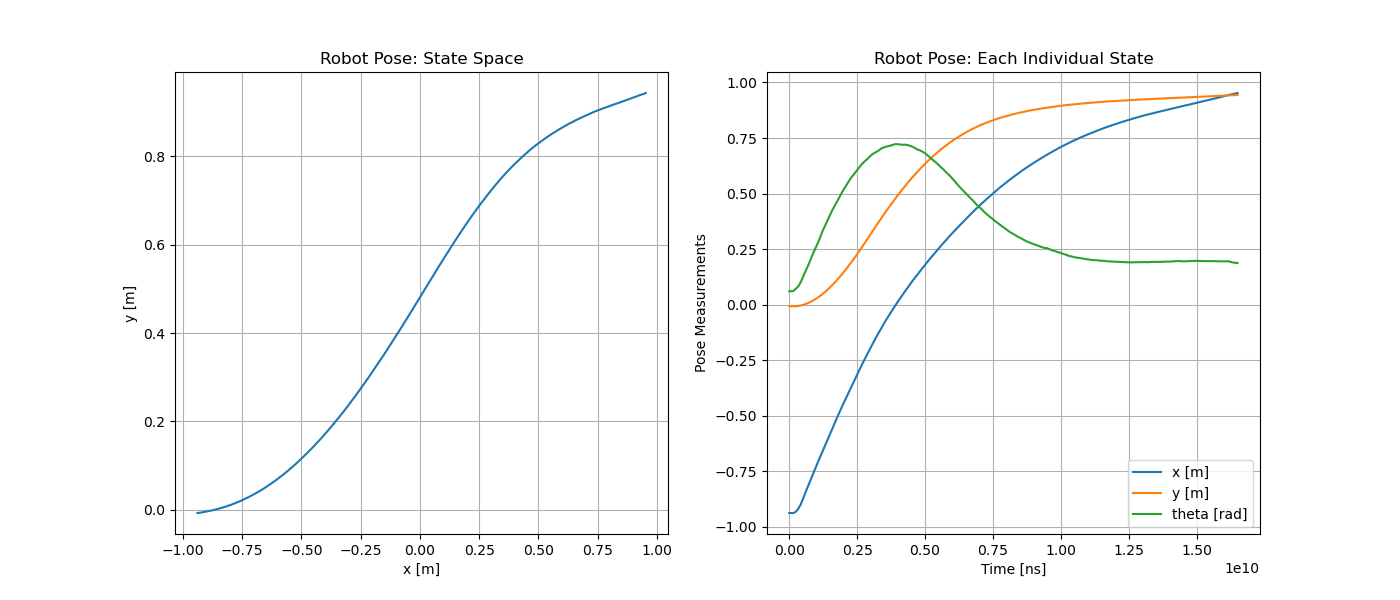 Robot Pose: State Space
y [m]
0.8
0.6
0.4
0.2
0.0
−1.00 −0.75 −0.50 −0.25 0.00 0.25 0.50 0.75 1.00
x [m]
Robot Pose: Each Individual State
Pose Measurements
1.00
0.75
0.50
0.25
0.00
−0.25
−0.50
−0.75
−1.00
x [m]
y [m]
theta [rad]
0.00 0.25 0.50 0.75 1.00 1.25 1.50
Time [ns]
1e10